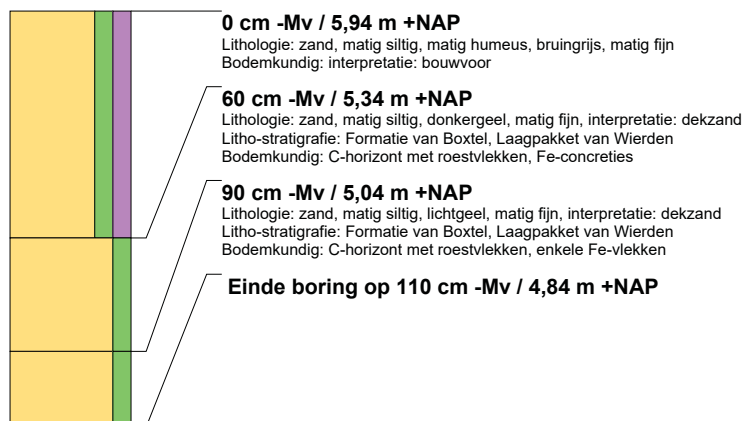 0 cm -Mv / 5,94 m +NAP
Lithologie: zand, matig siltig, matig humeus, bruingrijs, matig fijn
Bodemkundig: interpretatie: bouwvoor
60 cm -Mv / 5,34 m +NAP
Lithologie: zand, matig siltig, donkergeel, matig fijn, interpretatie: dekzand
Litho-stratigrafie: Formatie van Boxtel, Laagpakket van Wierden
Bodemkundig: C-horizont met roestvlekken, Fe-concreties
90 cm -Mv / 5,04 m +NAP
Lithologie: zand, matig siltig, lichtgeel, matig fijn, interpretatie: dekzand
Litho-stratigrafie: Formatie van Boxtel, Laagpakket van Wierden
Bodemkundig: C-horizont met roestvlekken, enkele Fe-vlekken
Einde boring op 110 cm -Mv / 4,84 m +NAP